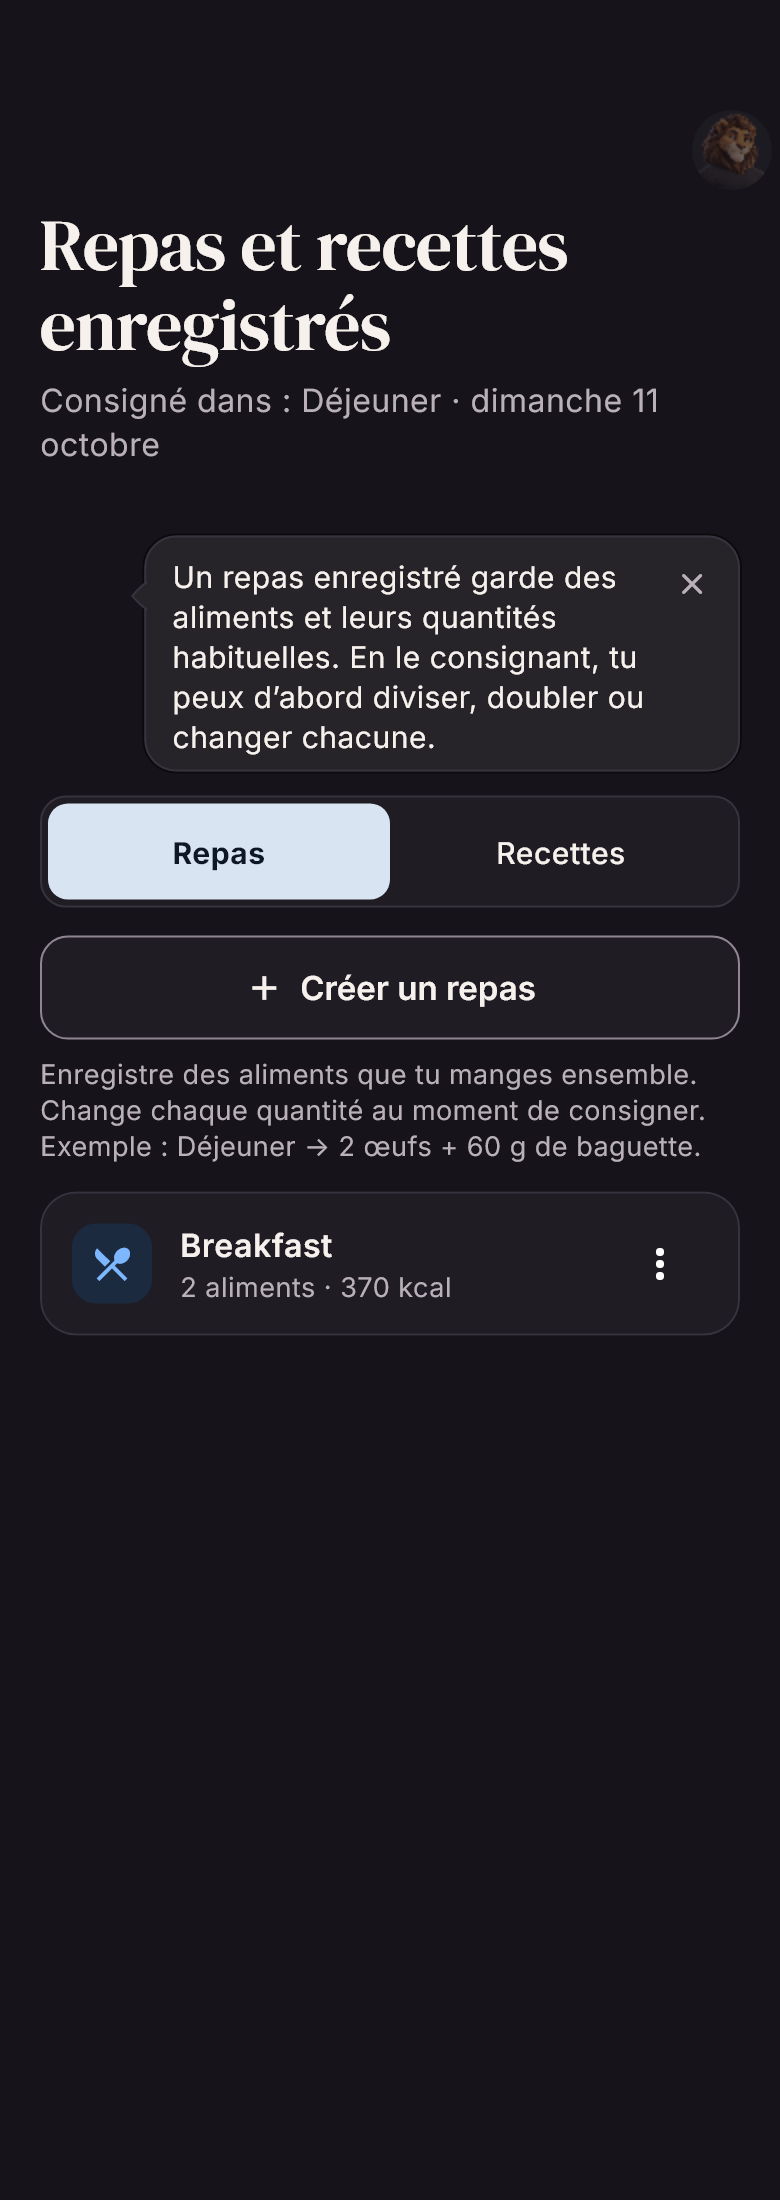 Repas et recettes
enregistrés
Consigné dans : Déjeuner · dimanche 11
octobre
Un repas enregistré garde des
aliments et leurs quantités
habituelles. En le consignant, tu
peux d’abord diviser, doubler ou
changer chacune.
Repas
Recettes
+ Créer un repas
Enregistre des aliments que tu manges ensemble.
Change chaque quantité au moment de consigner.
Exemple : Déjeuner → 2 œufs + 60 g de baguette.
Breakfast
2 aliments · 370 kcal